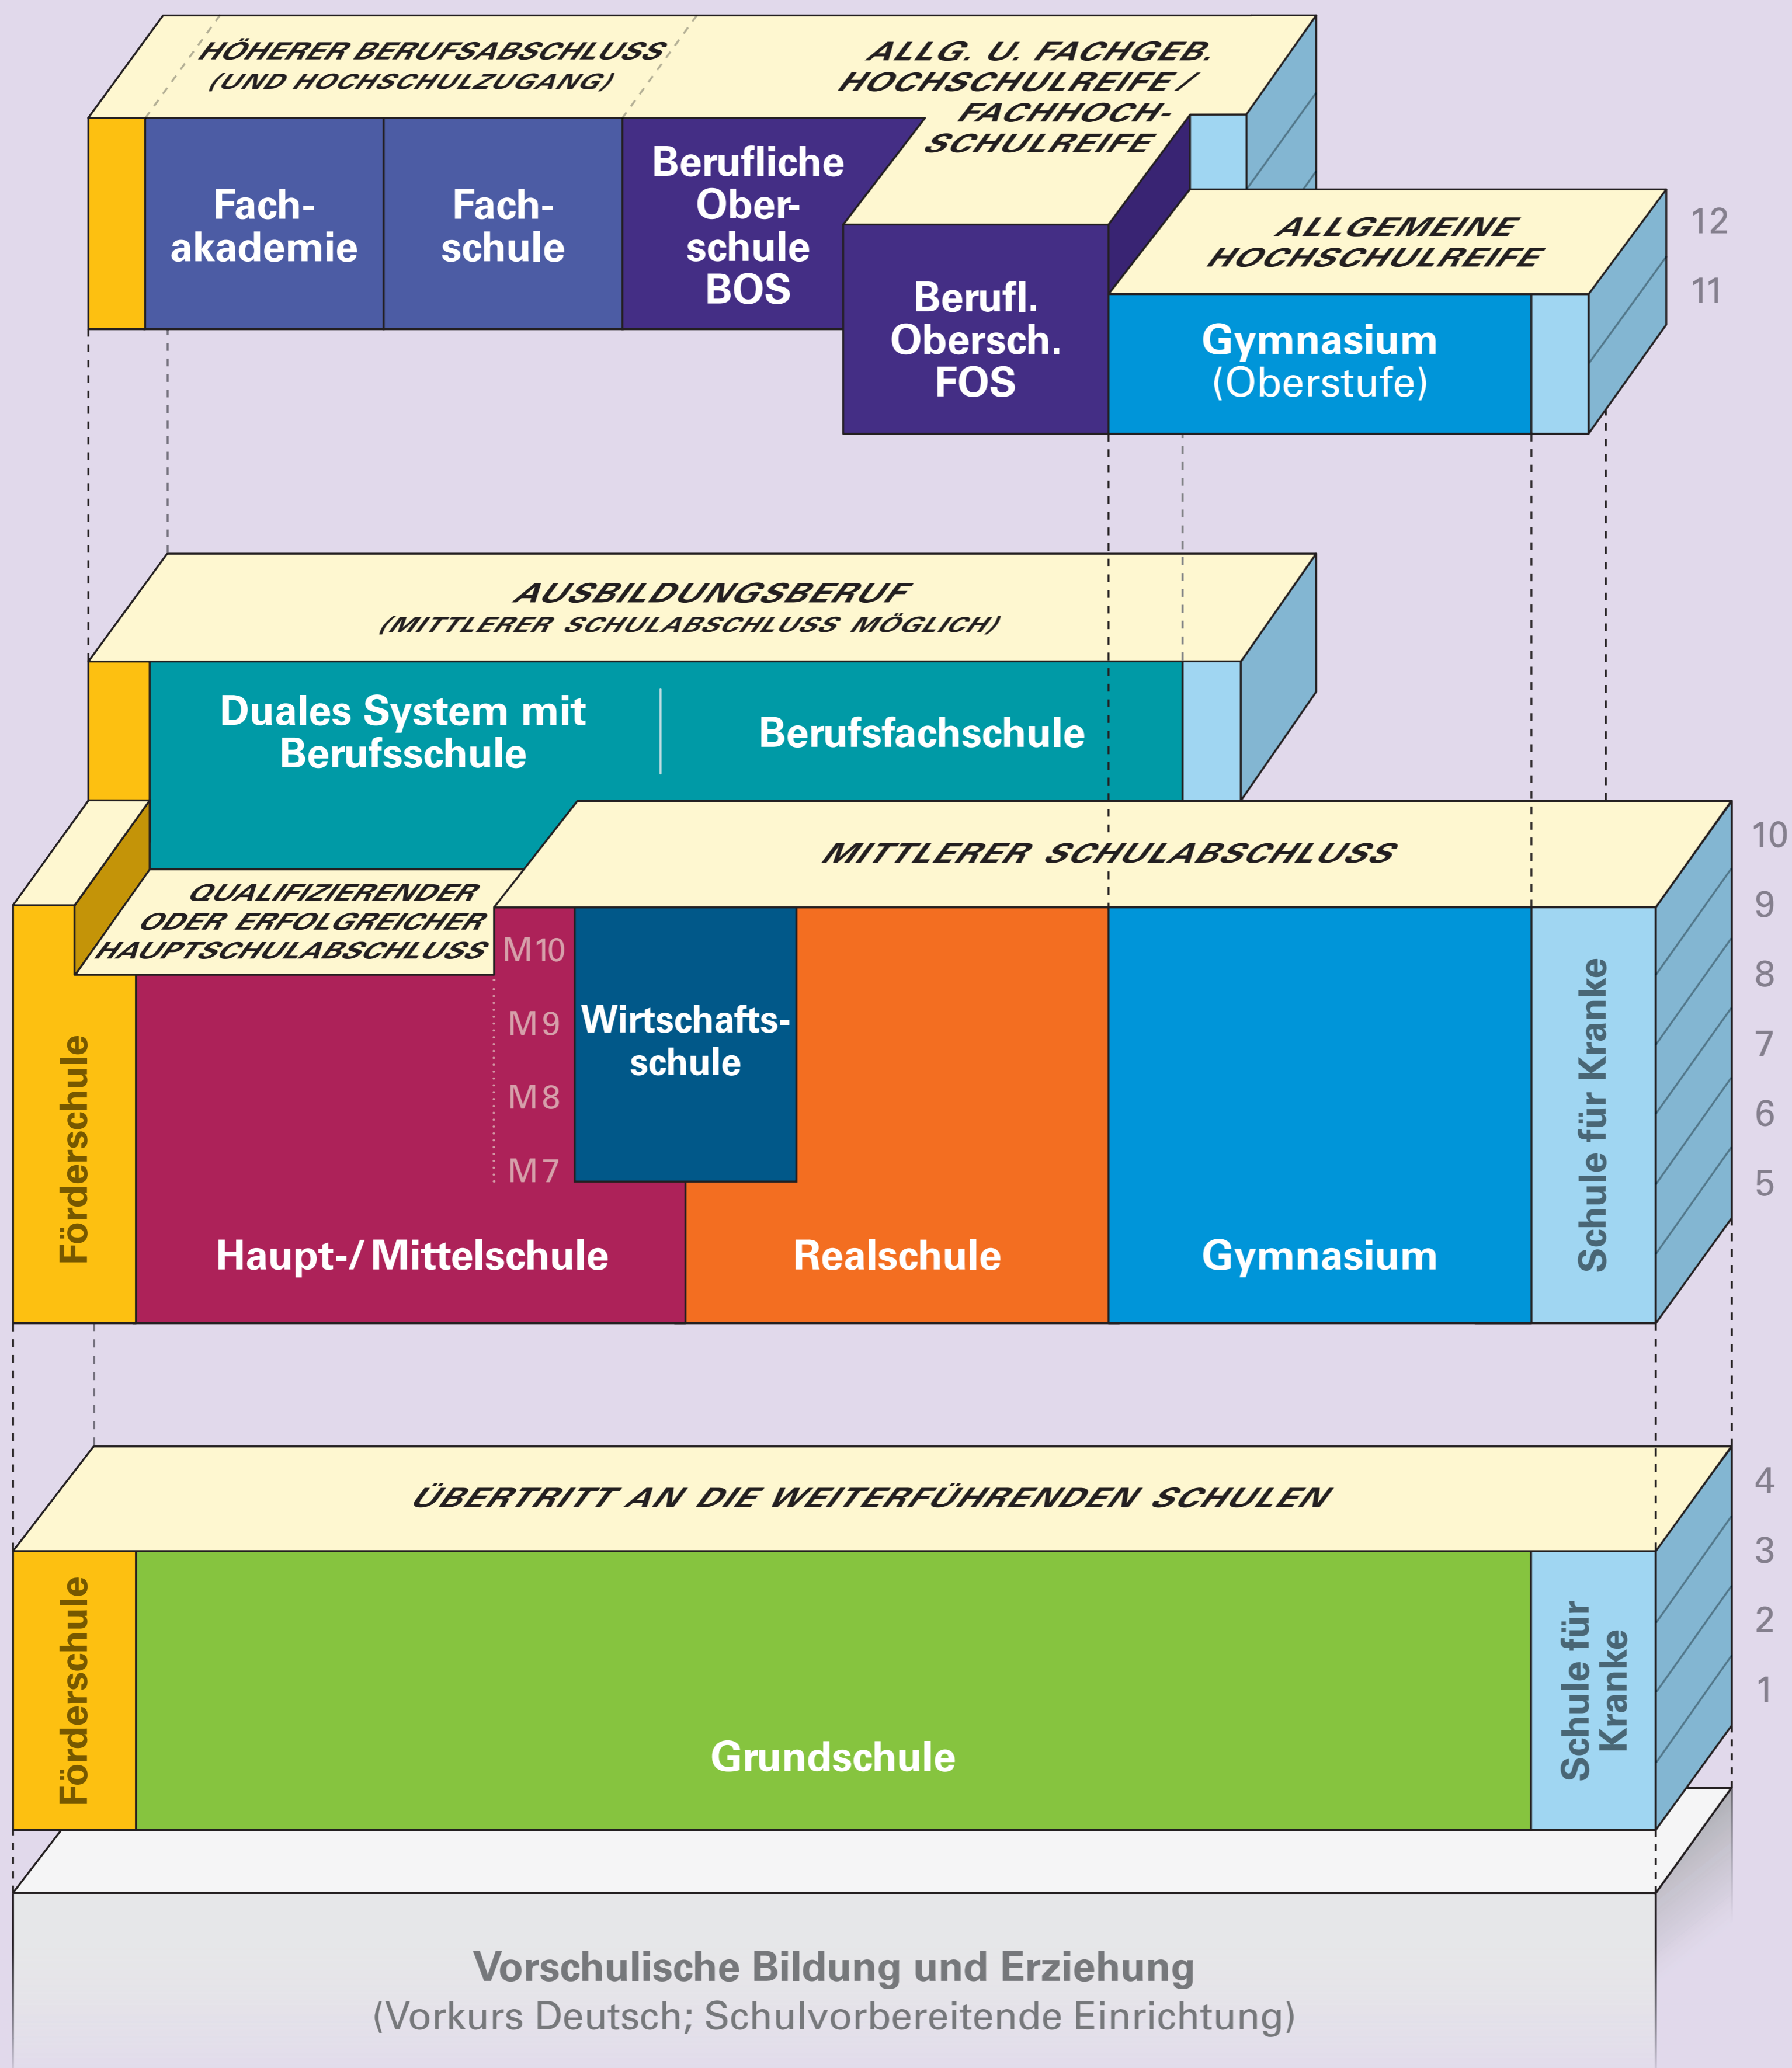 HÖHERER BERUFSABSCHLUSS
(UND HOCHSCHULZUGANG)
ALLG. U. FACHGEB.
HOCHSCHULREIFE /
FACHHOCH-
SCHULREIFE
Fach-
akademie
Fach-
schule
Berufliche
Ober-
schule
BOS
Berufl.
Obersch.
FOS
ALLGEMEINE
HOCHSCHULREIFE
Gymnasium
(Oberstufe)
12
11
AUSBILDUNGSBERUF
(MITTLERER SCHULABSCHLUSS MÖGLICH)
Duales System mit
Berufsschule
Berufsfachschule
QUALIFIZIERENDER
ODER ERFOLGREICHER
HAUPTSCHULABSCHLUSS
MITTLERER SCHULABSCHLUSS
Förderschule
M10
M9
M8
M7
Haupt-/Mittelschule
Wirtschafts-
schule
Realschule
Gymnasium
Schule für Kranke
10
9
8
7
6
5
ÜBERTRITT AN DIE WEITERFÜHRENDEN SCHULEN
Förderschule
Grundschule
Schule für
Kranke
4
3
2
1
Vorschulische Bildung und Erziehung
(Vorkurs Deutsch; Schulvorbereitende Einrichtung)